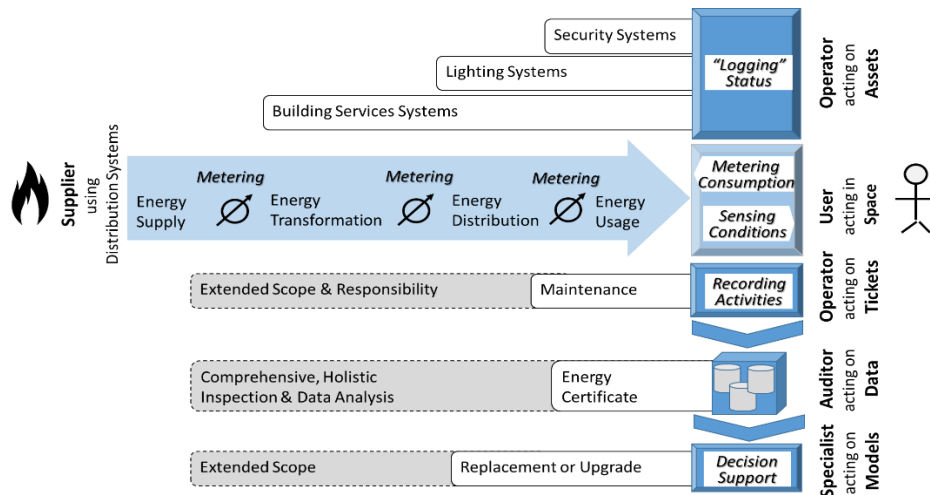 Security Systems
Lighting Systems
Building Services Systems
"Logging"
Status
Operator
acting on
Assets
Supplier
using
Distribution Systems
Metering
Metering
Metering
Energy
Supply
Energy
Transformation
Energy
Distribution
Energy
Usage
Metering
Consumption
Sensing
Conditions
User
acting in
Space
Extended Scope & Responsibility
Maintenance
Recording
Activities
Operator
acting on
Tickets
Comprehensive, Holistic
Inspection & Data Analysis
Energy
Certificate
Auditor
acting on
Data
Extended Scope
Replacement or Upgrade
Decision
Support
Specialist
acting on
Models